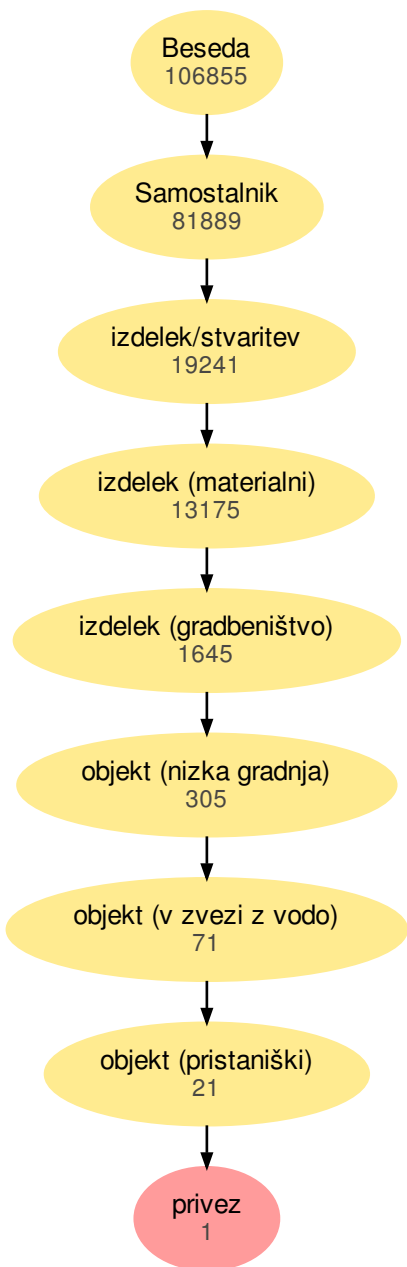 Beseda
106855
Samostalnik
81889
izdelek/stvaritev
19241
izdelek (materialni)
13175
izdelek (gradbeništvo)
1645
objekt (nizka gradnja)
305
objekt (v zvezi z vodo)
71
objekt (pristaniški)
21
privez
1